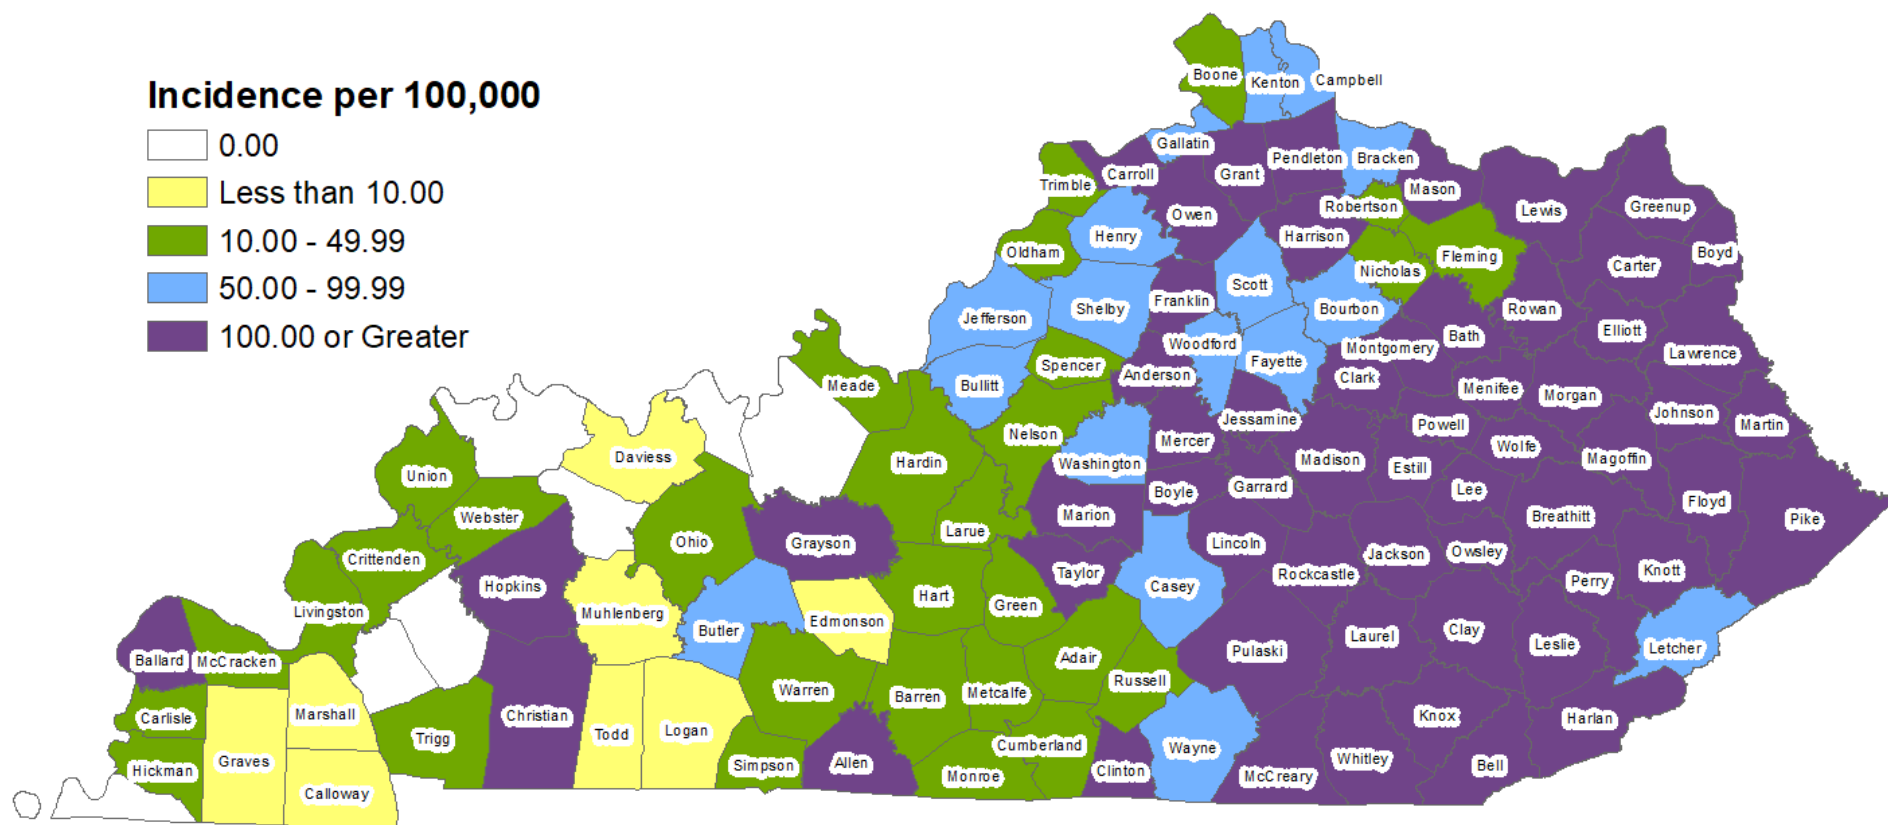 Incidence per 100,000
0.00
Less than 10.00
10.00 - 49.99
50.00 - 99.99
100.00 or Greater
Boone
Kenton
Campbell
Gallatin
Carroll
Grant
Pendleton
Bracken
Mason
Trimble
Owen
Robertson
Lewis
Greenup
Henry
Harrison
Oldham
Fleming
Boyd
Carter
Nicholas
Scott
Franklin
Shelby
Jefferson
Bourbon
Rowan
Elliott
Bath
Woodford
Montgomery
Lawrence
Fayette
Spencer
Anderson
Clark
Meade
Bullitt
Menifee
Morgan
Johnson
Martin
Jessamine
Powell
Nelson
Mercer
Wolfe
Daviess
Hardin
Washington
Madison
Estill
Magoffin
Union
Garrard
Boyle
Lee
Floyd
Webster
Marion
Breathitt
Pike
Larue
Ohio
Grayson
Lincoln
Jackson
Owsley
Crittenden
Hopkins
Taylor
Rockcastle
Knott
Perry
Casey
Hart
Green
Livingston
Muhlenberg
Edmonson
Butler
Clay
Laurel
Leslie
Letcher
Pulaski
Adair
Ballard
McCracken
Russell
Warren
Metcalfe
Barren
Carlisle
Marshall
Christian
Knox
Harlan
Logan
Todd
Trigg
Cumberland
Wayne
Graves
Hickman
Simpson
Allen
Monroe
Clinton
McCreary
Whitley
Bell
Calloway